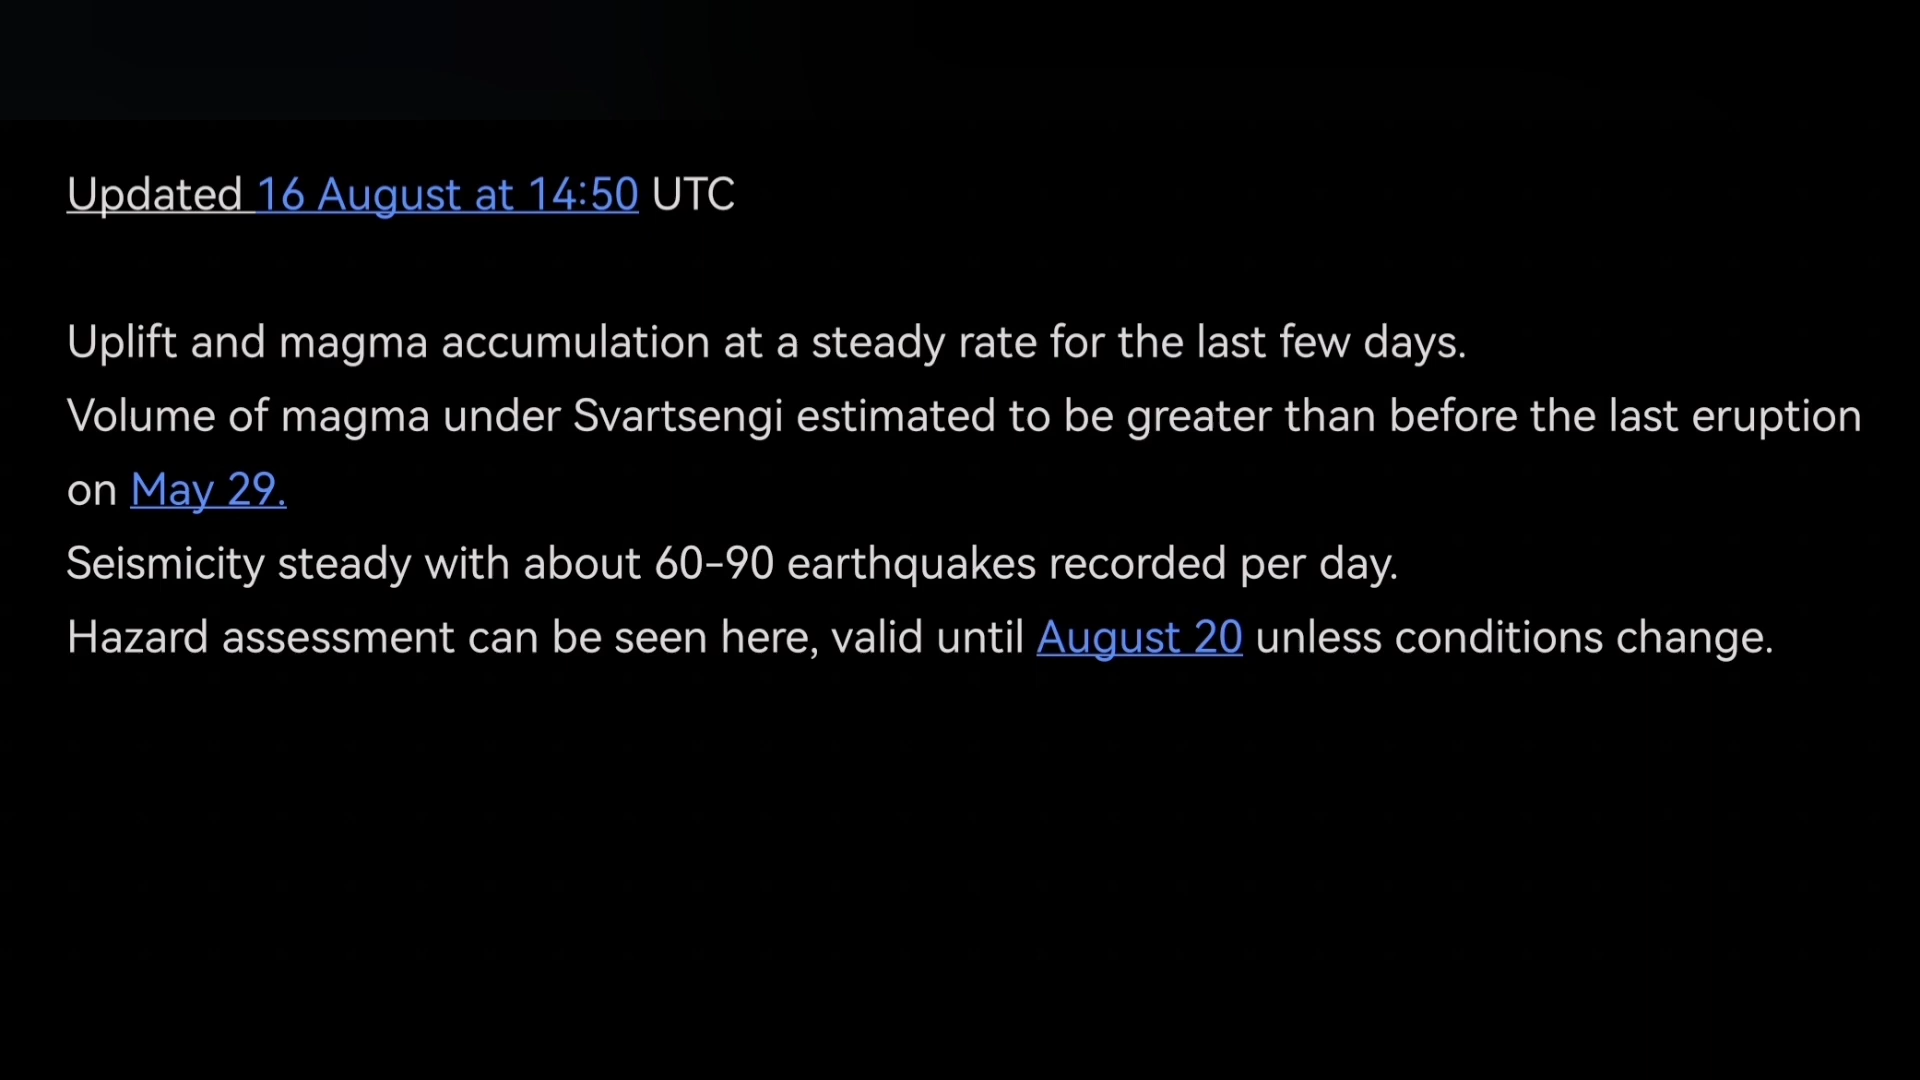 Updated 16 August at 14:50 UTC
Uplift and magma accumulation at a steady rate for the last few days.
Volume of magma under Svartsengi estimated to be greater than before the last eruption
on May 29.
Seismicity steady with about 60-90 earthquakes recorded per day.
Hazard assessment can be seen here, valid until August 20 unless conditions change.